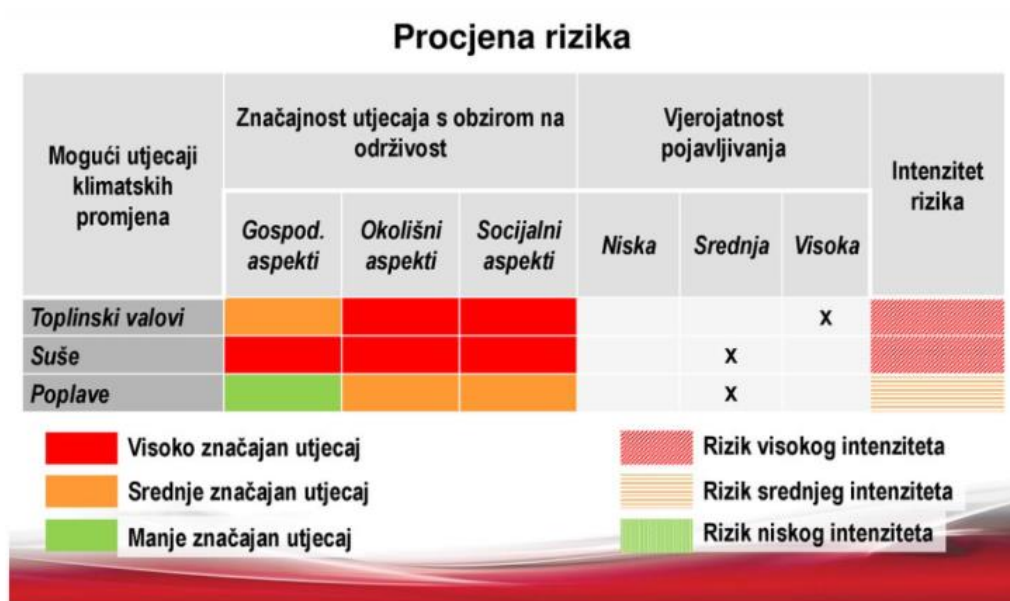 Procjena rizika
Mogući utjecaji
klimatskih
promjena
Značajnost utjecaja s obzirom na
održivost
Vjerojatnost
pojavljivanja
Intenzitet
rizika
Gospod.
aspekti
Okolišni
aspekti
Socijalni
aspekti
Niska
Srednja
Visoka
Toplinski valovi
X
Suše
X
Poplave
X
Visoko značajan utjecaj
Rizik visokog intenziteta
Srednje značajan utjecaj
Rizik srednjeg intenziteta
Manje značajan utjecaj
Rizik niskog intenziteta